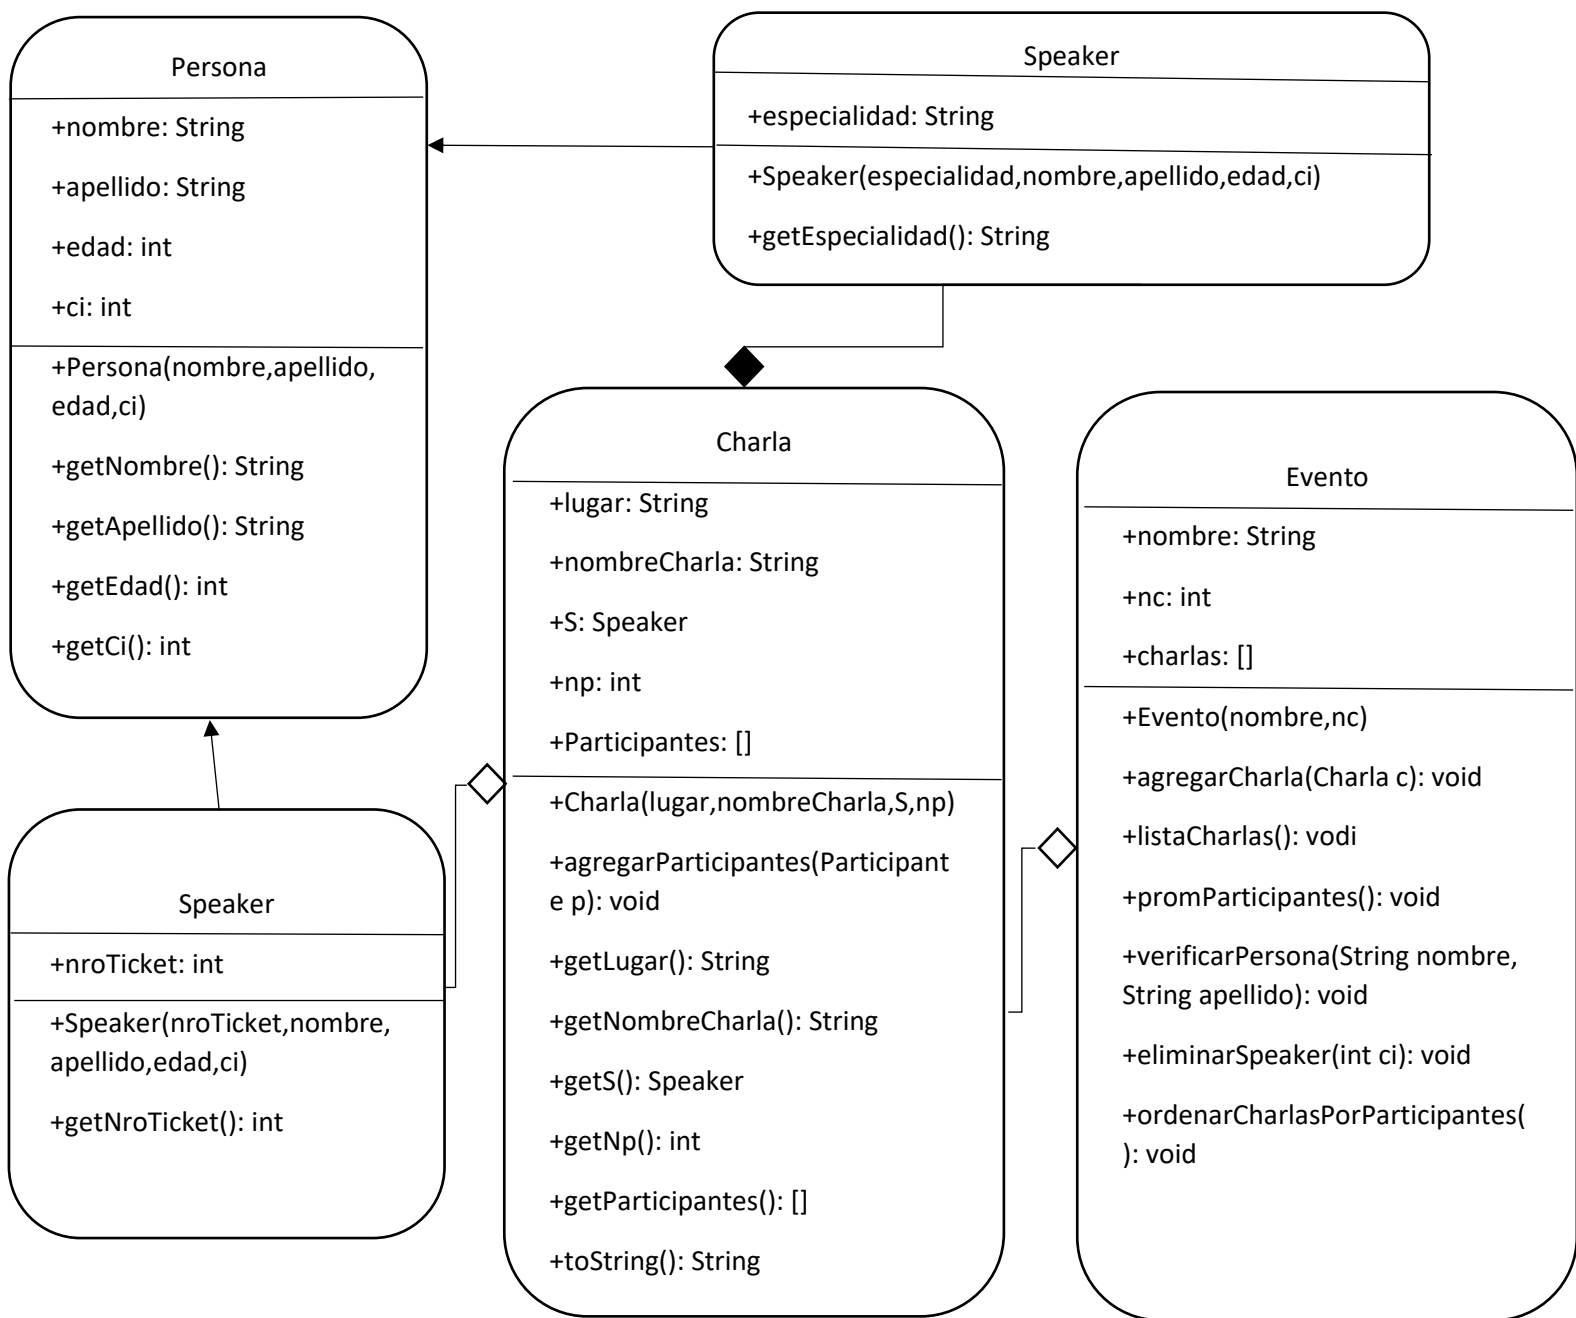 Persona
+nombre: String
+apellido: String
+edad: int
+ci: int
+Persona(nombre,apellido,
edad,ci)
+getNombre(): String
+getApellido(): String
+getEdad(): int
+getCi(): int
Speaker
+especialidad: String
+Speaker(especialidad,nombre,apellido,edad,ci)
+getEspecialidad(): String
Speaker
+nroTicket: int
+Speaker(nroTicket,nombre,
apellido,edad,ci)
+getNroTicket(): int
Charla
+lugar: String
+nombreCharla: String
+S: Speaker
+np: int
+Participantes: []
+Charla(lugar,nombreCharla,S,np)
+agregarParticipantes(Participant
e p): void
+getLugar(): String
+getNombreCharla(): String
+getS(): Speaker
+getNp(): int
+getParticipantes(): []
+toString(): String
Evento
+nombre: String
+nc: int
+charlas: []
+Evento(nombre,nc)
+agregarCharla(Charla c): void
+listaCharlas(): vodi
+promParticipantes(): void
+verificarPersona(String nombre,
String apellido): void
+eliminarSpeaker(int ci): void
+ordenarCharlasPorParticipantes(
): void